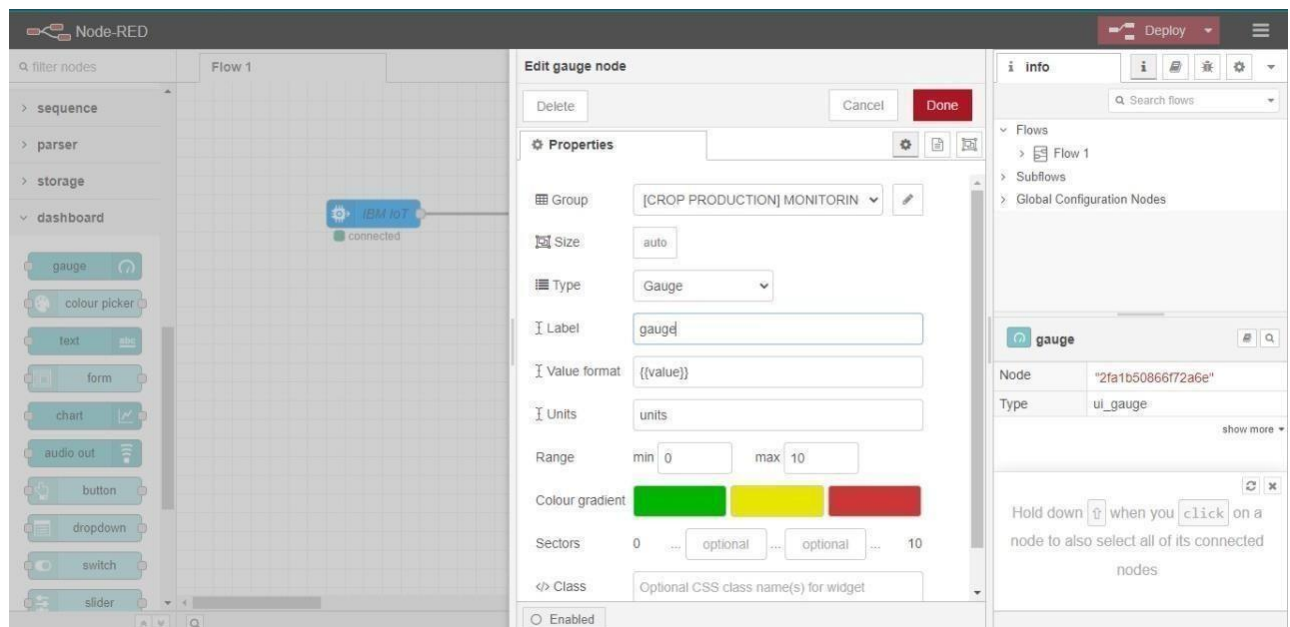 Node-RED
Deploy
filter nodes
sequence
parser
storage
dashboard
gauge
colour picker
text
abc
form
chart
audio out
button
dropdown
switch
slider
Flow 1
IBM IoT
connected
Edit gauge node
Delete
Cancel
Done
Properties
Group
[CROP PRODUCTION] MONITORIN
Size
auto
Type
Gauge
Label
gauge
Value format
{{value}}
Units
units
Range
min 0
max 10
Colour gradient
Sectors
0 ... optional ... optional ... 10
</> Class
Optional CSS class name(s) for widget
Enabled
i info
i
Search flows
Flows
Flow 1
Subflows
Global Configuration Nodes
gauge
Node "2fa1b50866f72a6e"
Type ui_gauge
show more
Hold down ⇧ when you click on a
node to also select all of its connected
nodes